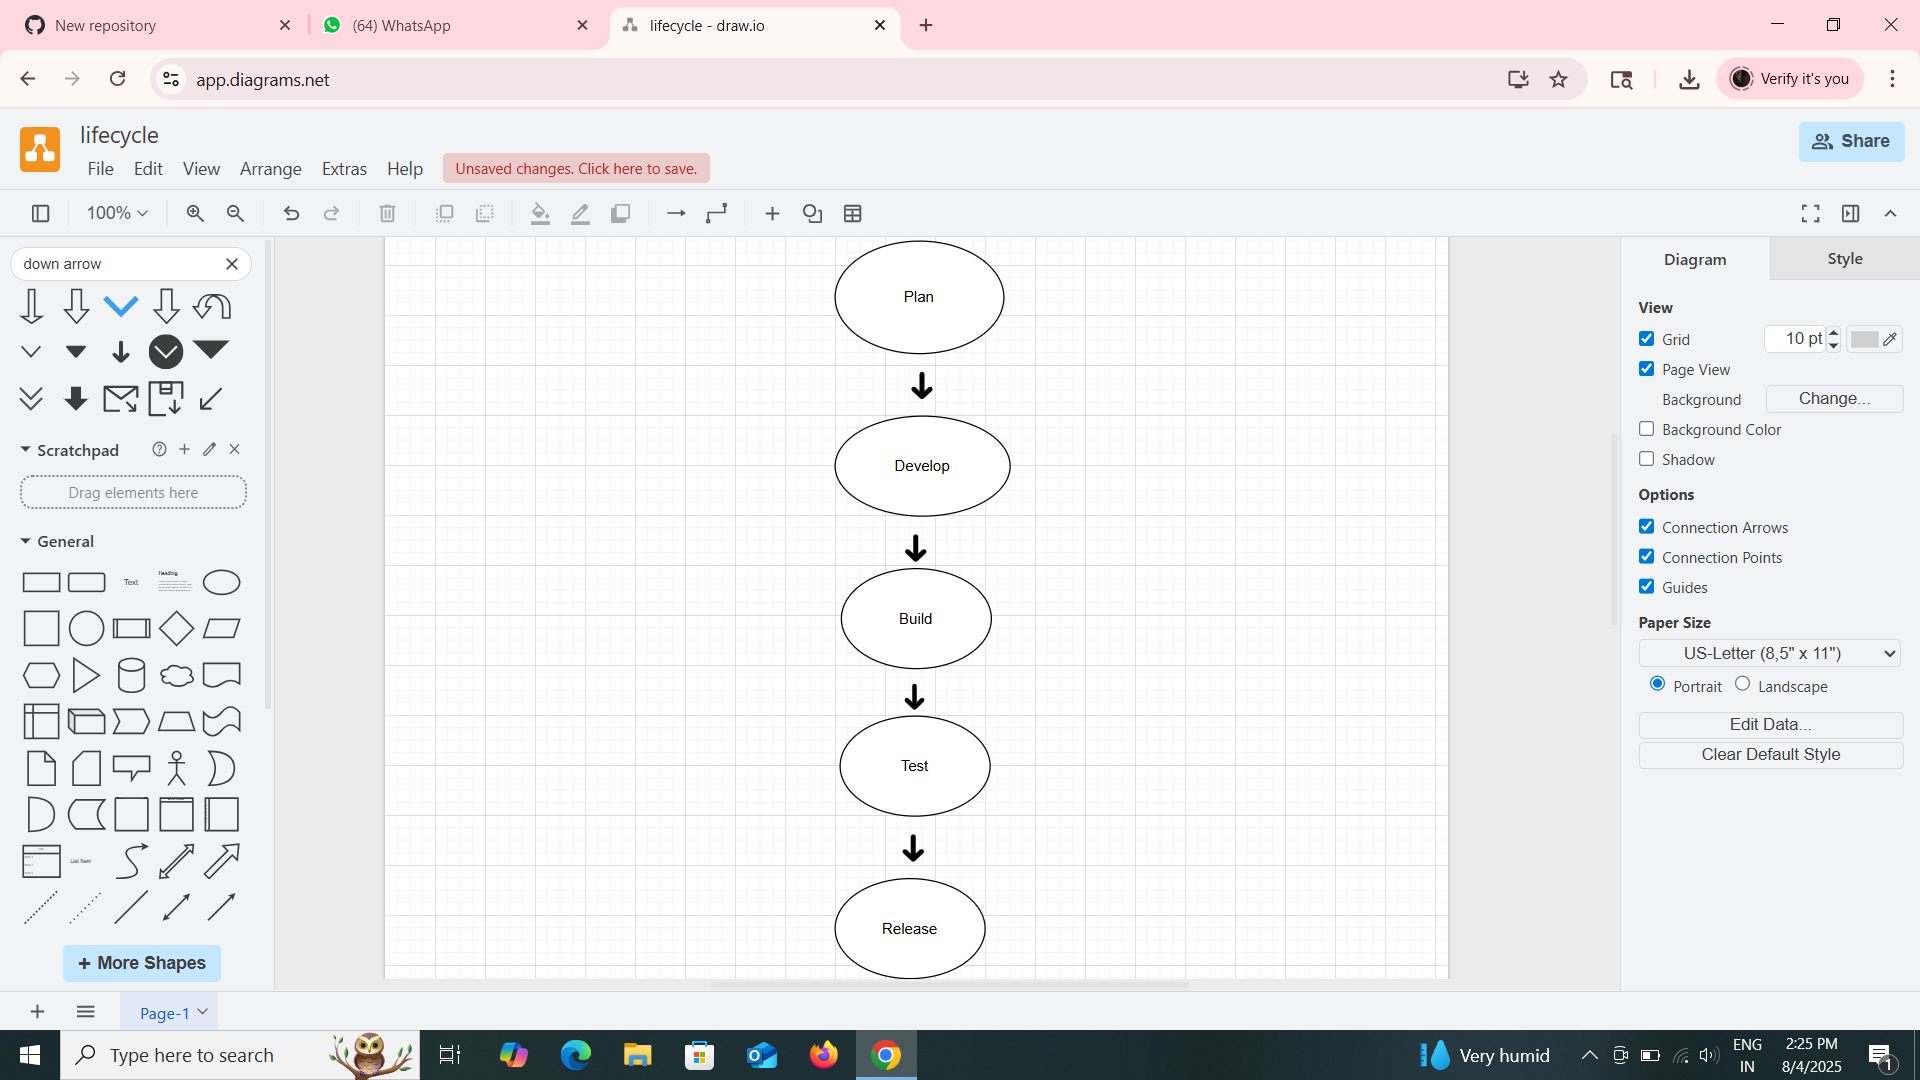 New repository
(64) WhatsApp
lifecycle - draw.io
app.diagrams.net
Verify it's you
lifecycle
File Edit View Arrange Extras Help Unsaved changes. Click here to save.
Share
100%
down arrow
Scratchpad
Drag elements here
General
Text
Heading
List Item
+ More Shapes
Plan
Develop
Build
Test
Release
Diagram Style
View
Grid 10 pt
Page View
Background Change...
Background Color
Shadow
Options
Connection Arrows
Connection Points
Guides
Paper Size
US-Letter (8,5" x 11")
Portrait Landscape
Edit Data...
Clear Default Style
Page-1
Type here to search
Very humid
ENG
IN
2:25 PM
8/4/2025
1